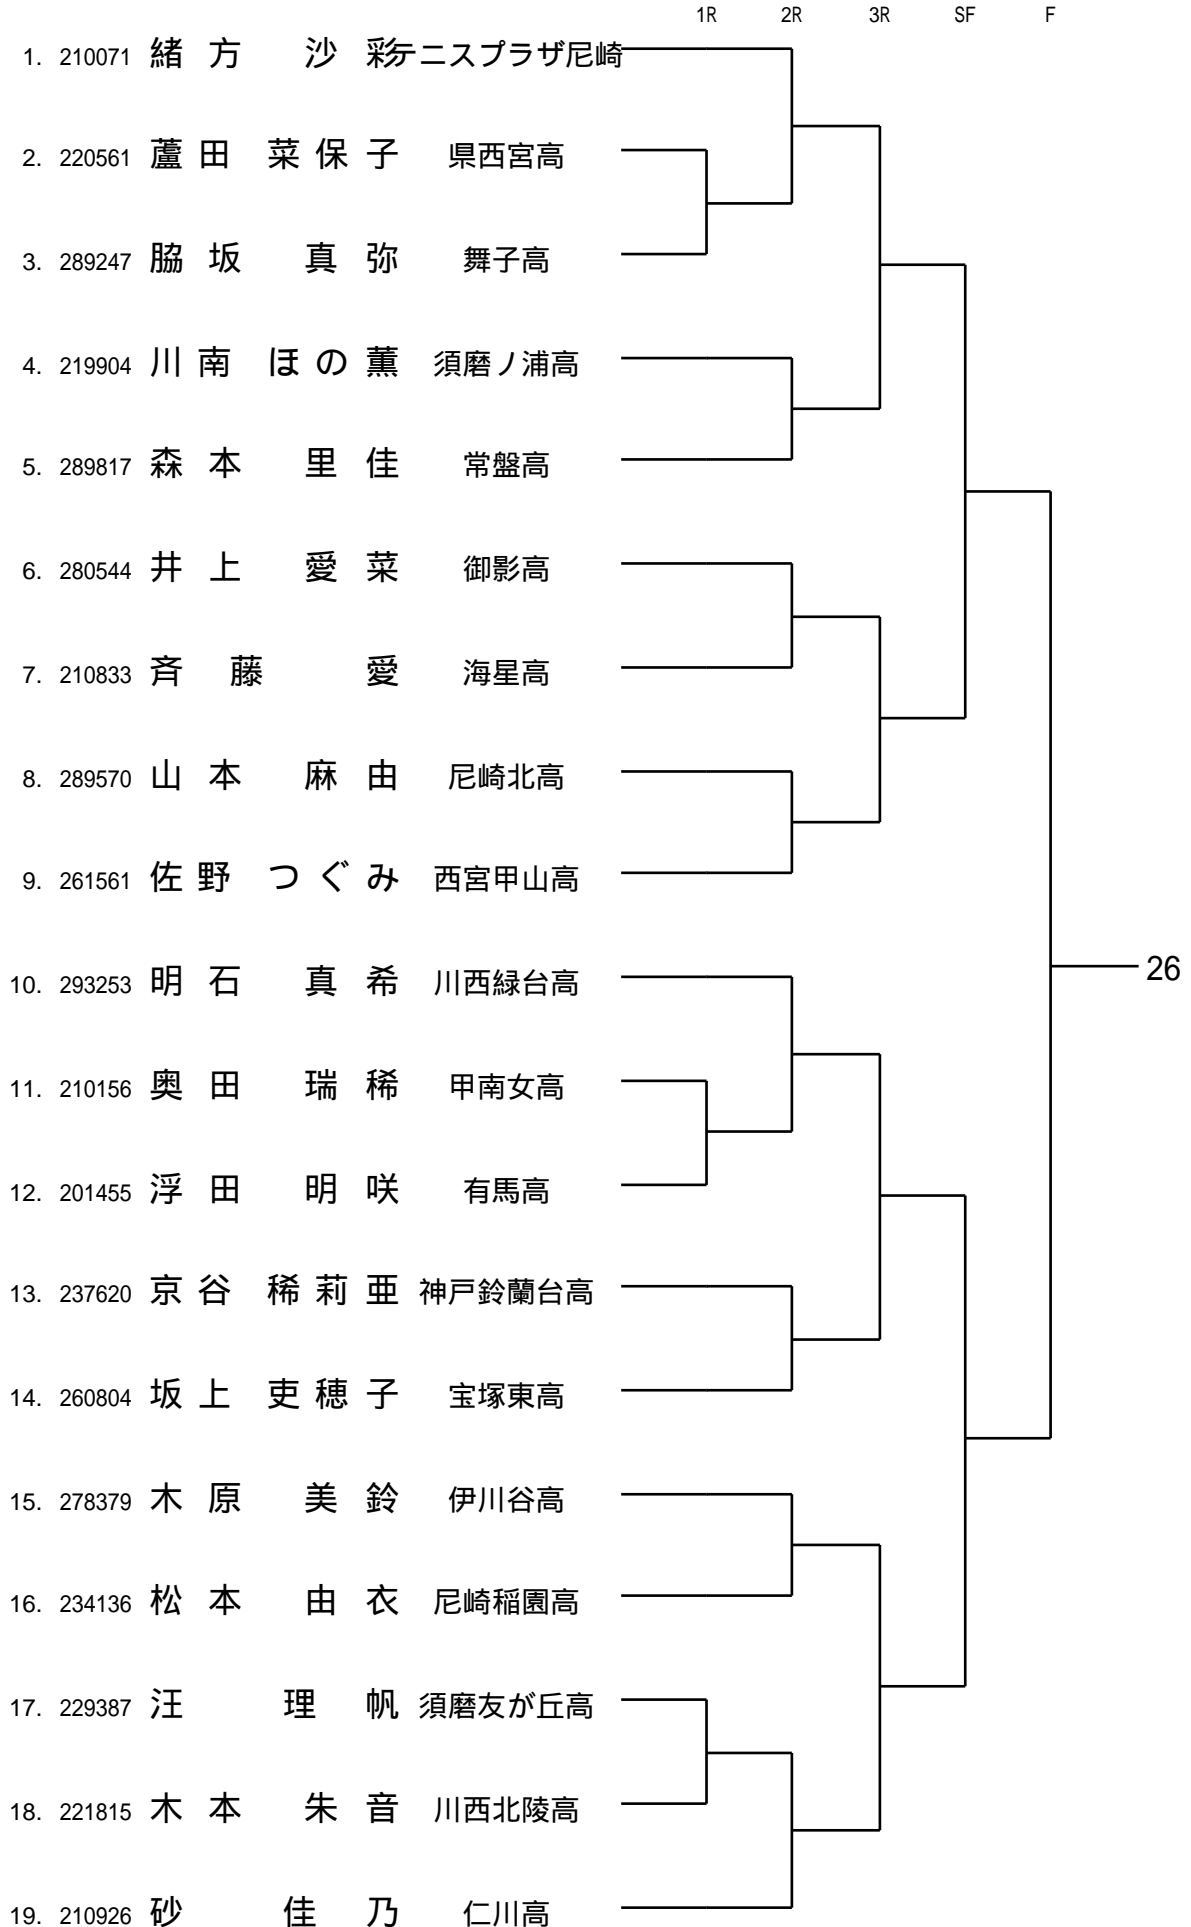 1R 2R 3R SF F
1. 210071 緒方 沙彩 テニスプラザ尼崎
2. 220561 蘆田 菜保子 県西宮高
3. 289247 脇坂 真弥 舞子高
4. 219904 川南 ほの薫 須磨ノ浦高
5. 289817 森本 里佳 常盤高
6. 280544 井上 愛菜 御影高
7. 210833 斉藤 愛 海星高
8. 289570 山本 麻由 尼崎北高
9. 261561 佐野 つぐみ 西宮甲山高
26
10. 293253 明石 真希 川西緑台高
11. 210156 奥田 瑞稀 甲南女高
12. 201455 浮田 明咲 有馬高
13. 237620 京谷 稀莉亜 神戸鈴蘭台高
14. 260804 坂上 吏穂子 宝塚東高
15. 278379 木原 美鈴 伊川谷高
16. 234136 松本 由衣 尼崎稲園高
17. 229387 汪 理帆 須磨友が丘高
18. 221815 木本 朱音 川西北陵高
19. 210926 砂 佳乃 仁川高